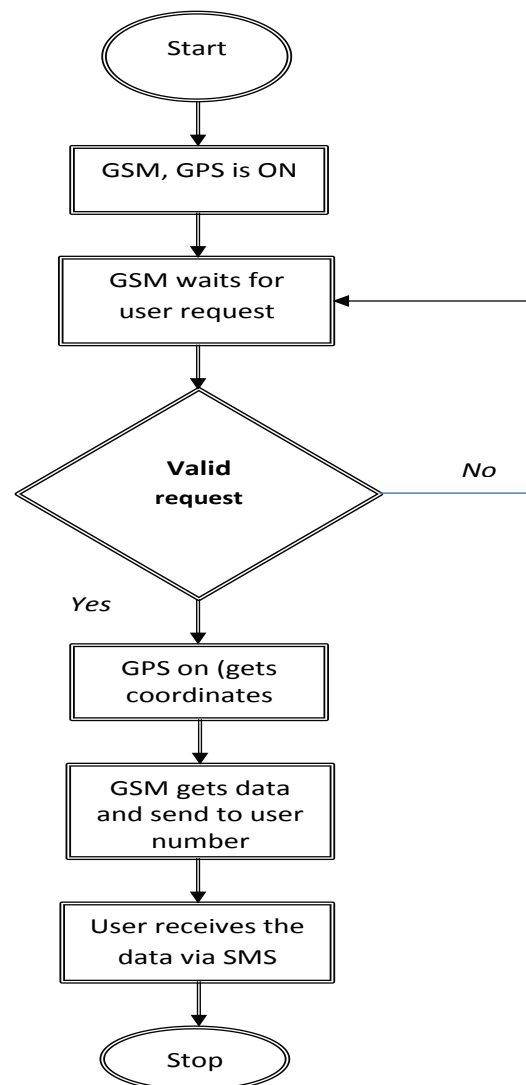 Start
GSM, GPS is ON
GSM waits for
user request
Valid
request
No
Yes
GPS on (gets
coordinates
GSM gets data
and send to user
number
User receives the
data via SMS
Stop